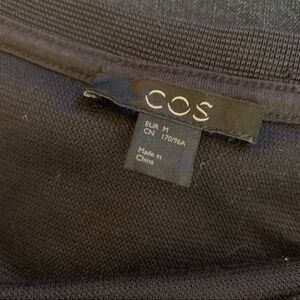 COS
EUR M
CN 170/96A
Made in
China